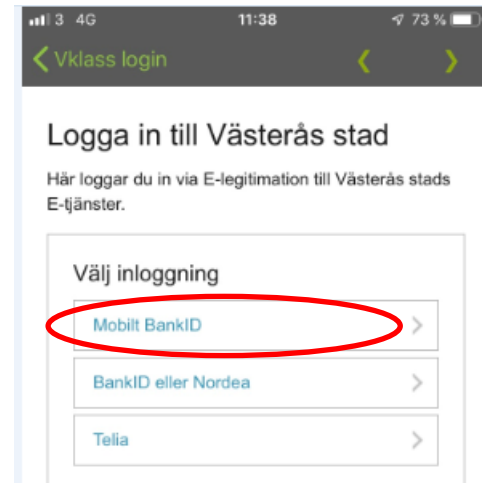 3 4G 11:38 73 %
Vklass login
Logga in till Västerås stad
Här loggar du in via E-legitimation till Västerås stads
E-tjänster.
Välj inloggning
Mobilt BankID
BankID eller Nordea
Telia